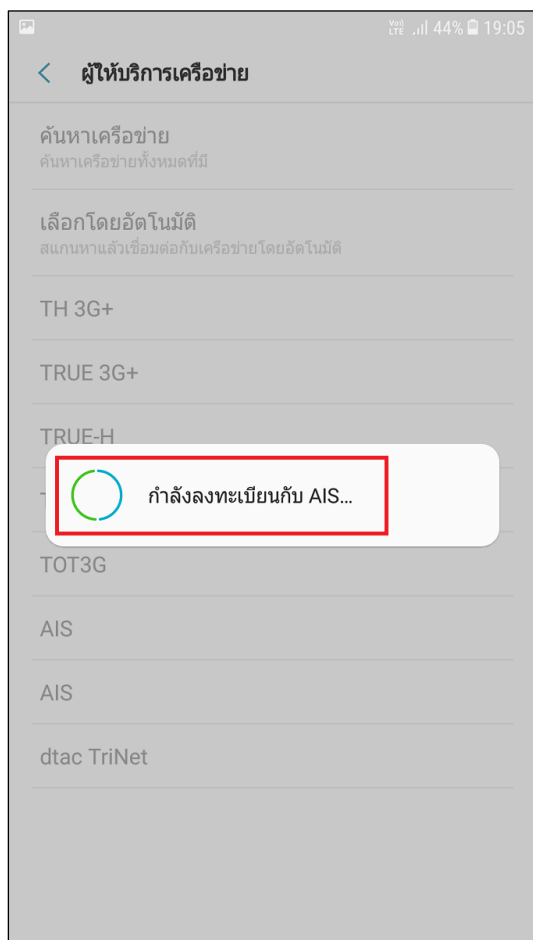 VoI) LTE 44% 19:05
ผู้ให้บริการเครือข่าย
ค้นหาเครือข่าย
ค้นหาเครือข่ายทั้งหมดที่มี
เลือกโดยอัตโนมัติ
สแกนหาแล้วเชื่อมต่อกับเครือข่ายโดยอัตโนมัติ
TH 3G+
TRUE 3G+
TRUE-H
กำลังลงทะเบียนกับ AIS...
TOT3G
AIS
AIS
dtac TriNet